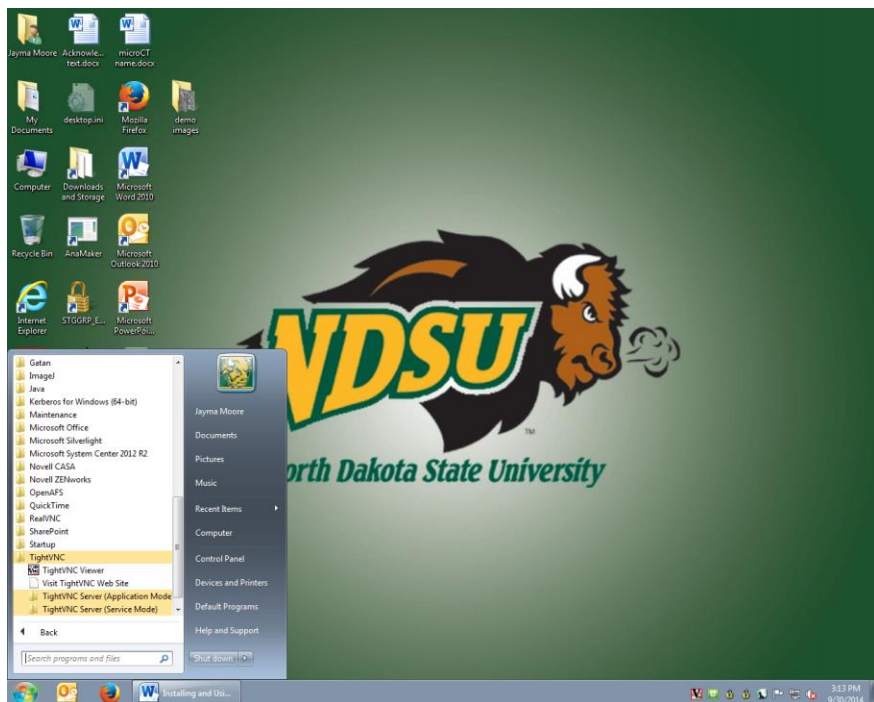 Jayma Moore
Acknowle...
text.docx
microCT
name.docx
My
Documents
desktop.ini
Mozilla
Firefox
demo
images
Computer
Downloads
and Storage
Microsoft
Word 2010
Recycle Bin
AnaMaker
Microsoft
Outlook 2010
Internet
Explorer
STGGRP_E...
Microsoft
PowerPoi...
NDSU
TM
orth Dakota State University
Gatan
ImageJ
Java
Kerberos for Windows (64-bit)
Maintenance
Microsoft Office
Microsoft Silverlight
Microsoft System Center 2012 R2
Novell CASA
Novell ZENworks
OpenAFS
QuickTime
RealVNC
SharePoint
Startup
TightVNC
TightVNC Viewer
Visit TightVNC Web Site
TightVNC Server (Application Mode
TightVNC Server (Service Mode)
Back
Search programs and files
Jayma Moore
Documents
Pictures
Music
Recent Items
Computer
Control Panel
Devices and Printers
Default Programs
Help and Support
Shut down
Installing and Usi...
3:13 PM
9/30/2014